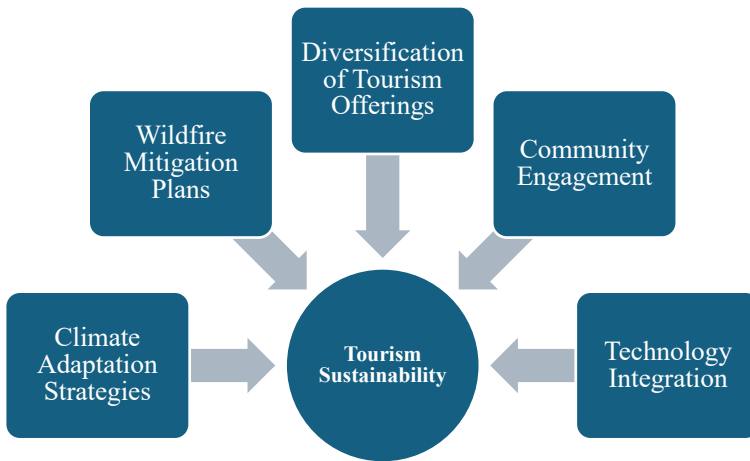 Diversification
of Tourism
Offerings
Wildfire
Mitigation
Plans
Community
Engagement
Climate
Adaptation
Strategies
Tourism
Sustainability
Technology
Integration